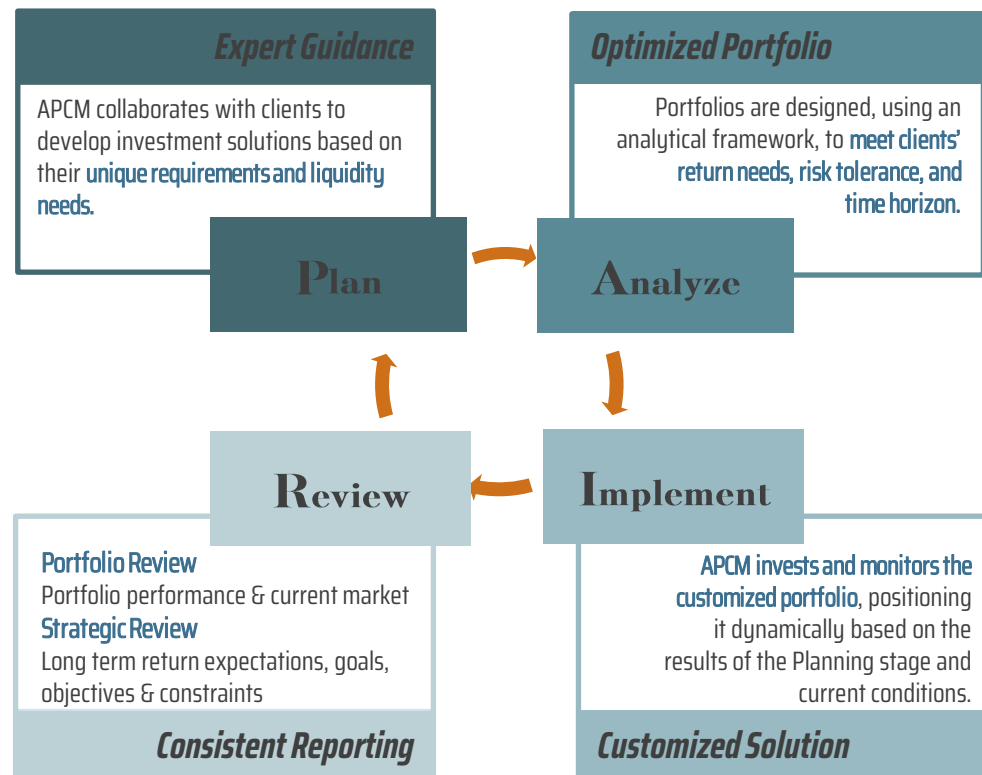 Expert Guidance
APCM collaborates with clients to
develop investment solutions based on
their unique requirements and liquidity
needs.
Plan
Optimized Portfolio
Portfolios are designed, using an
analytical framework, to meet clients’
return needs, risk tolerance, and
time horizon.
Analyze
Review
Portfolio Review
Portfolio performance & current market
Strategic Review
Long term return expectations, goals,
objectives & constraints
Consistent Reporting
Implement
APCM invests and monitors the
customized portfolio, positioning
it dynamically based on the
results of the Planning stage and
current conditions.
Customized Solution